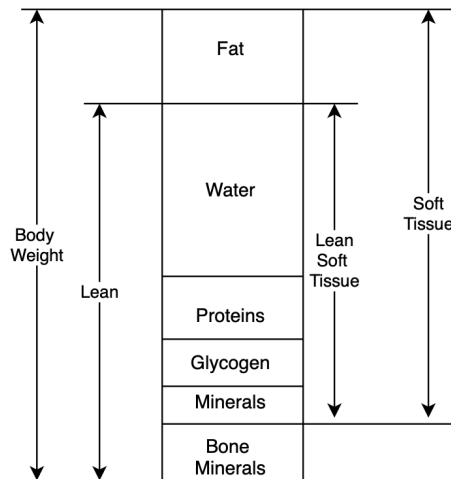 Fat
Water
Soft
Tissue
Body
Weight
Lean
Soft
Tissue
Lean
Proteins
Glycogen
Minerals
Bone
Minerals